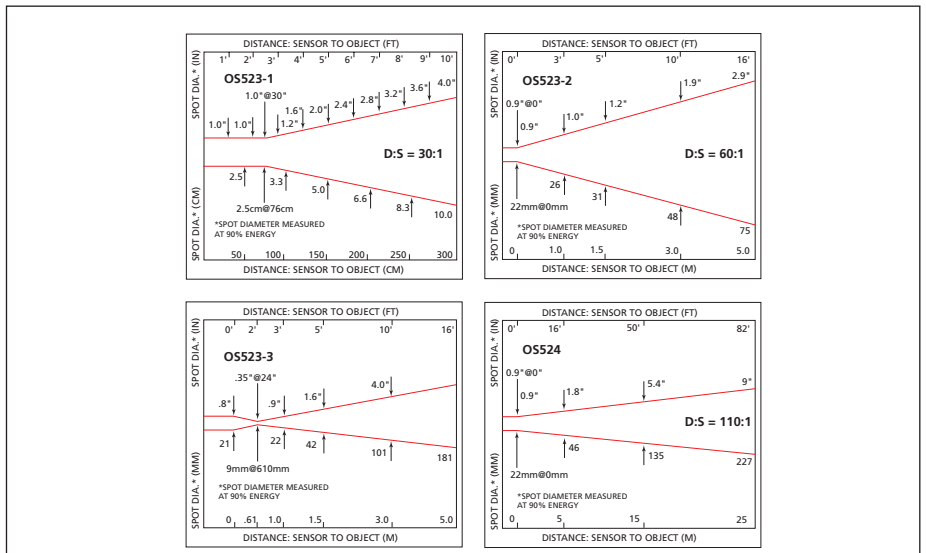 DISTANCE: SENSOR TO OBJECT (FT)
1' 2' 3' 4' 5' 6' 7' 8' 9' 10'
SPOT DIA.* (IN)
OS523-1
1.0"@30"
1.0" 1.0" 1.2" 1.6" 2.0" 2.4" 2.8" 3.2" 3.6" 4.0"
D:S = 30:1
2.5 3.3 5.0 6.6 8.3 10.0
2.5cm@76cm
SPOT DIA.* (CM)
*SPOT DIAMETER MEASURED
AT 90% ENERGY
50 100 150 200 250 300
DISTANCE: SENSOR TO OBJECT (CM)
DISTANCE: SENSOR TO OBJECT (FT)
0' 3' 5' 10' 16'
SPOT DIA.* (IN)
OS523-2
0.9"@0"
0.9" 1.0" 1.2" 1.9" 2.9"
D:S = 60:1
22mm@0mm
26 31 48 75
SPOT DIA.* (MM)
*SPOT DIAMETER MEASURED
AT 90% ENERGY
0 1.0 1.5 3.0 5.0
DISTANCE: SENSOR TO OBJECT (M)
DISTANCE: SENSOR TO OBJECT (FT)
0' 2' 3' 5' 10' 16'
SPOT DIA.* (IN)
OS523-3
.35"@24"
.8" .9" 1.6" 4.0"
21 22 42 101 181
9mm@610mm
SPOT DIA.* (MM)
*SPOT DIAMETER MEASURED
AT 90% ENERGY
0 .61 1.0 1.5 3.0 5.0
DISTANCE: SENSOR TO OBJECT (M)
DISTANCE: SENSOR TO OBJECT (FT)
0' 16' 50' 82'
SPOT DIA.* (IN)
OS524
0.9"@0"
0.9" 1.8" 5.4" 9"
D:S = 110:1
46 135 227
22mm@0mm
SPOT DIA.* (MM)
*SPOT DIAMETER MEASURED
AT 90% ENERGY
0 5 15 25
DISTANCE: SENSOR TO OBJECT (M)